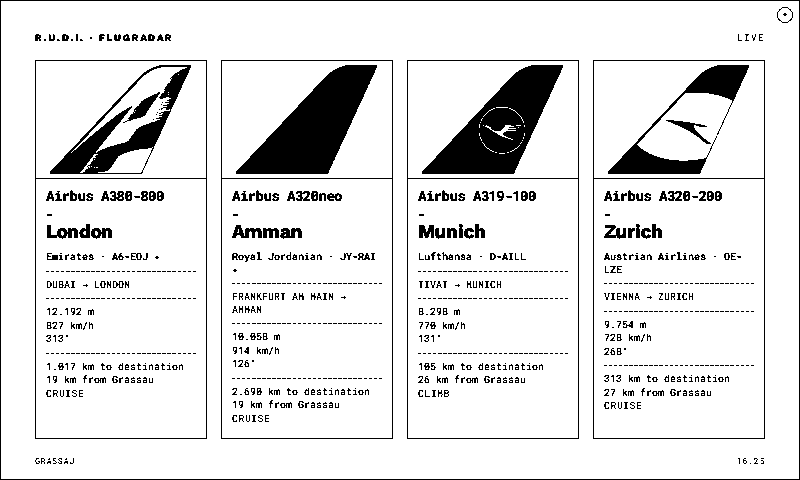 R.U.D.I. · FLUGRADAR
LIVE
Airbus A380-800
-
London
Emirates · A6-EOJ •
DUBAI → LONDON
12.192 m
827 km/h
313°
1.017 km to destination
19 km from Grassau
CRUISE
Airbus A320neo
-
Amman
Royal Jordanian · JY-RAI
•
FRANKFURT AM MAIN →
AMMAN
10.058 m
914 km/h
126°
2.690 km to destination
19 km from Grassau
CRUISE
Airbus A319-100
-
Munich
Lufthansa · D-AILL
TIVAT → MUNICH
8.298 m
770 km/h
131°
105 km to destination
26 km from Grassau
CLIMB
Airbus A320-200
-
Zurich
Austrian Airlines · OE-
LZE
VIENNA → ZURICH
9.754 m
728 km/h
268°
313 km to destination
27 km from Grassau
CRUISE
GRASSAU
16.25